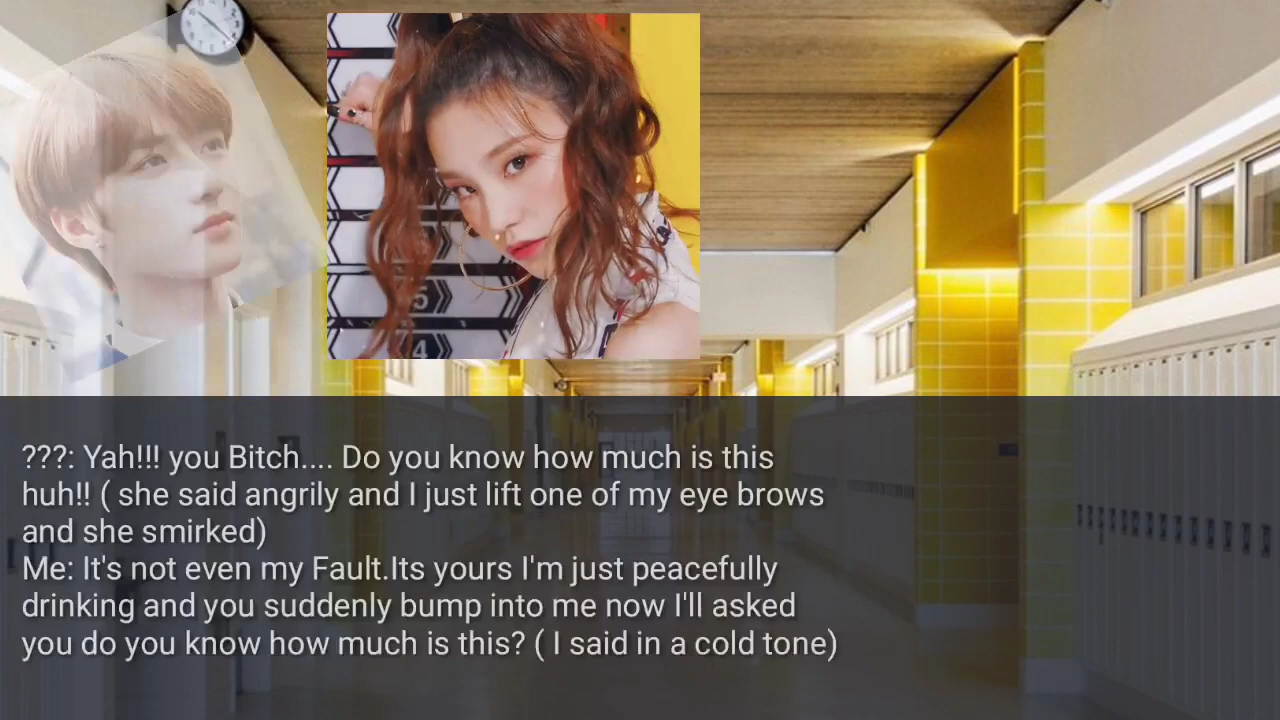 ???: Yah!!! you Bitch.... Do you know how much is this
huh!! ( she said angrily and I just lift one of my eye brows
and she smirked)
Me: It's not even my Fault.Its yours I'm just peacefully
drinking and you suddenly bump into me now I'll asked
you do you know how much is this? ( I said in a cold tone)
5
4